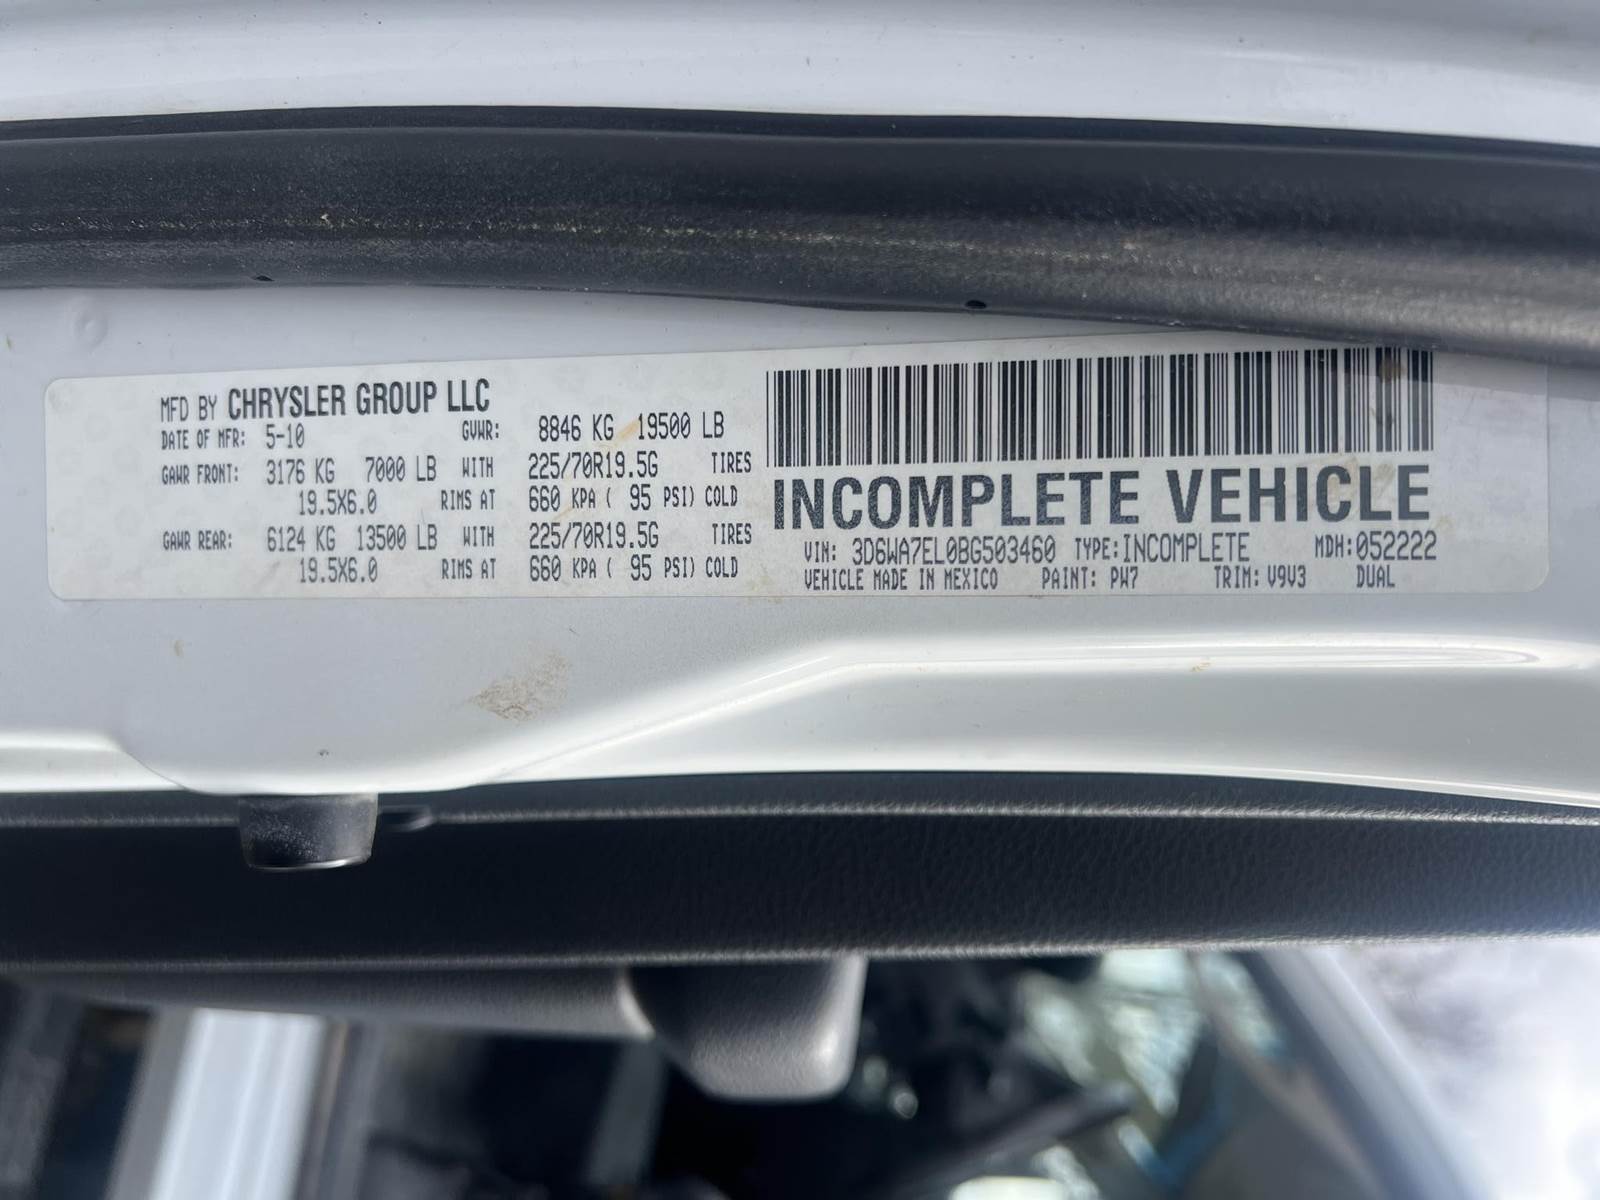 MFD BY CHRYSLER GROUP LLC
DATE OF MFR: 5-10 GVWR: 8846 KG 19500 LB
GAWR FRONT: 3176 KG 7000 LB WITH 225/70R19.5G TIRES
19.5X6.0 RIMS AT 660 KPA ( 95 PSI) COLD
GAWR REAR: 6124 KG 13500 LB WITH 225/70R19.5G TIRES
19.5X6.0 RIMS AT 660 KPA ( 95 PSI) COLD
INCOMPLETE VEHICLE
VIN: 3D6WA7EL0BG503460 TYPE:INCOMPLETE MDH:052222
VEHICLE MADE IN MEXICO PAINT: PW7 TRIM: V9V3 DUAL